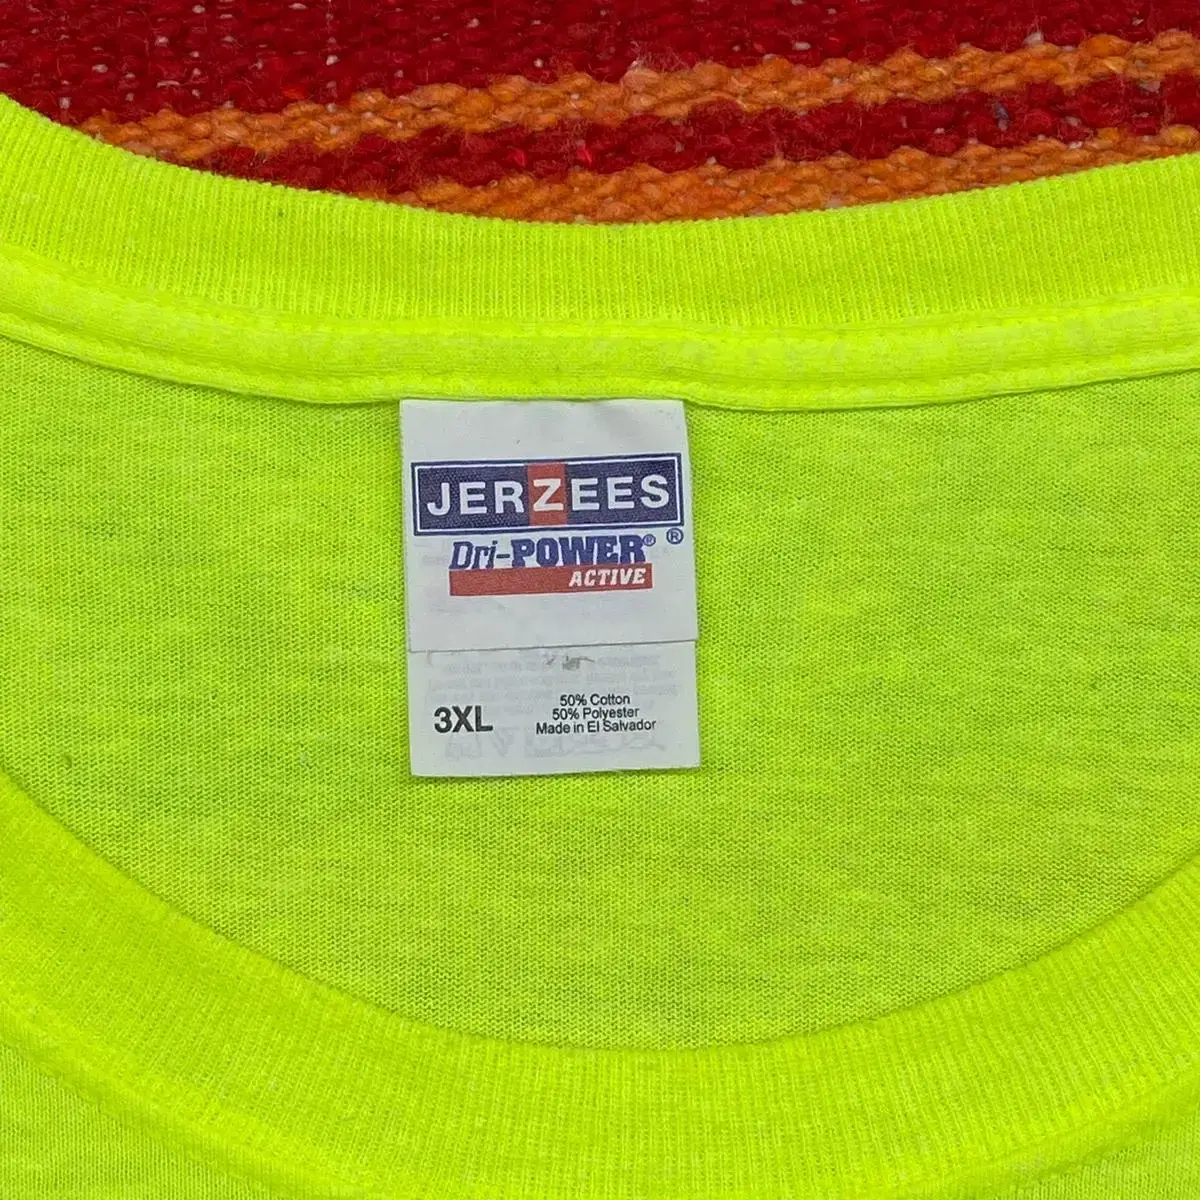 JERZEES
Dri-POWER® ®
ACTIVE
3XL
50% Cotton
50% Polyester
Made in El Salvador